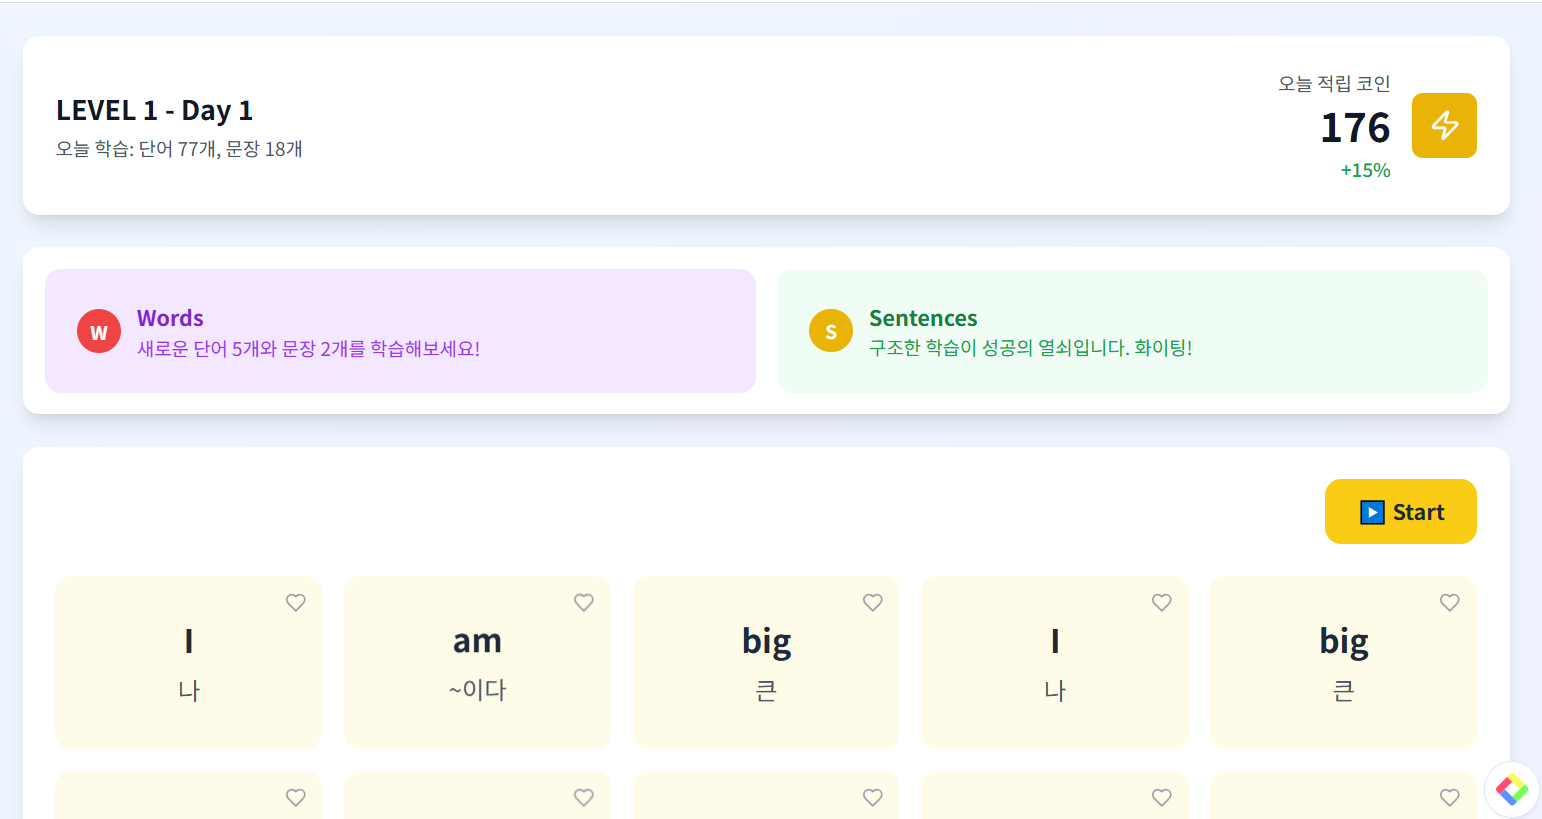 LEVEL 1 - Day 1
오늘 학습: 단어 77개, 문장 18개
오늘 적립 코인
176
+15%
W
Words
새로운 단어 5개와 문장 2개를 학습해보세요!
S
Sentences
구조한 학습이 성공의 열쇠입니다. 화이팅!
Start
I
나
am
~이다
big
큰
I
나
big
큰